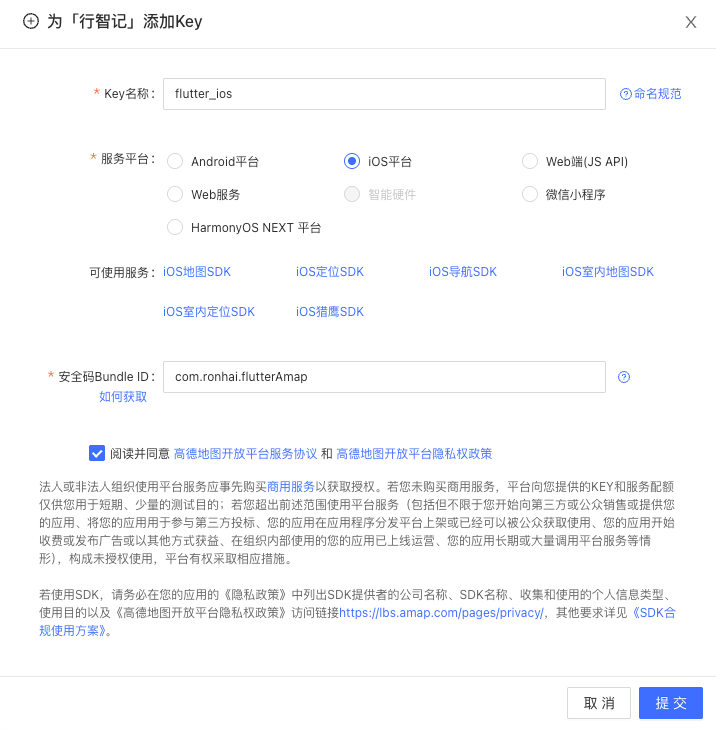 为「行智记」添加Key
* Key名称： flutter_ios 命名规范
* 服务平台： Android平台 iOS平台 Web端(JS API)
Web服务 智能硬件 微信小程序
HarmonyOS NEXT 平台
可使用服务： iOS地图SDK iOS定位SDK iOS导航SDK iOS室内地图SDK
iOS室内定位SDK iOS猎鹰SDK
* 安全码Bundle ID： com.ronhai.flutterAmap
如何获取
阅读并同意 高德地图开放平台服务协议 和 高德地图开放平台隐私权政策
法人或非法人组织使用平台服务应事先购买商用服务以获取授权。若您未购买商用服务，平台向您提供的KEY和服务配额
仅供您用于短期、少量的测试目的；若您超出前述范围使用平台服务（包括但不限于您开始向第三方或公众销售或提供您
的应用、将您的应用用于参与第三方投标、您的应用在应用程序分发平台上架或已经可以被公众获取使用、您的应用开始
收费或发布广告或以其他方式获益、在组织内部使用的您的应用已上线运营、您的应用长期或大量调用平台服务等情
形），构成未授权使用，平台有权采取相应措施。
若使用SDK，请务必在您的应用的《隐私政策》中列出SDK提供者的公司名称、SDK名称、收集和使用的个人信息类型、
使用目的以及《高德地图开放平台隐私权政策》访问链接https://lbs.amap.com/pages/privacy/，其他要求详见《SDK合
规使用方案》。
取 消 提 交